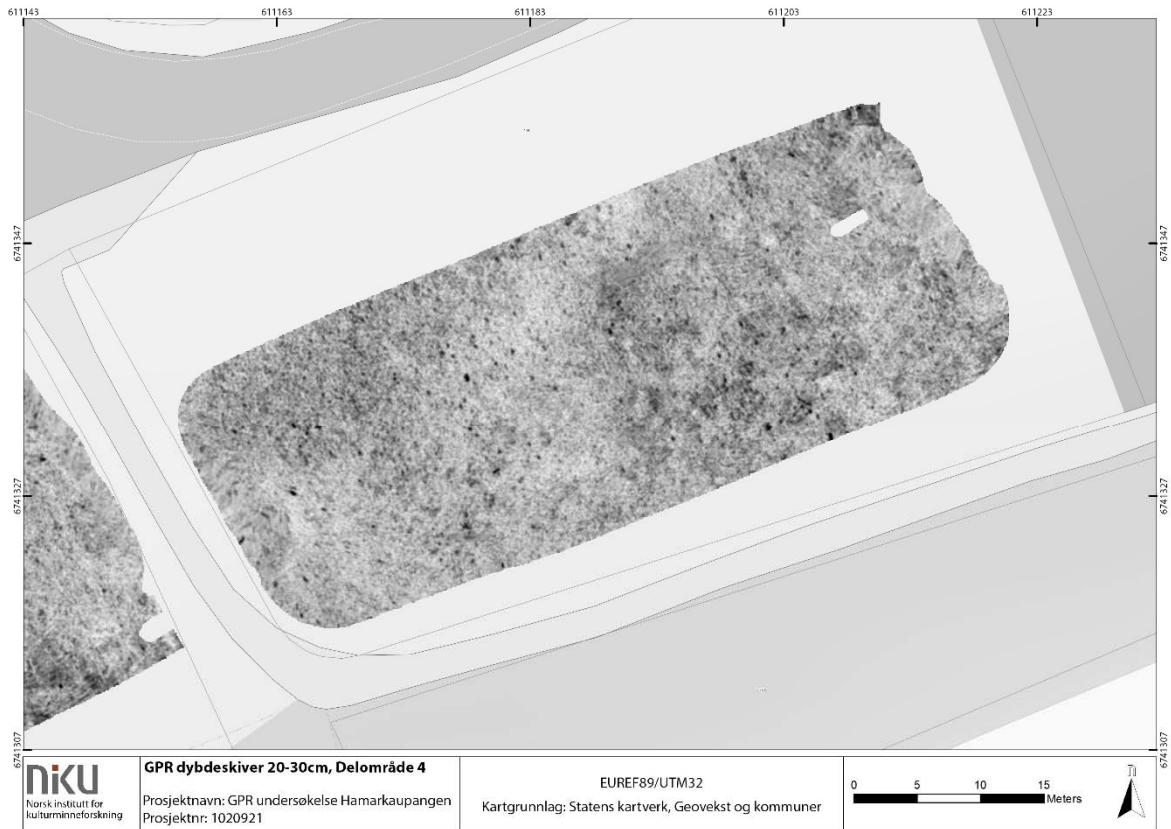 611143 611163 611183 611203 611223
6741347 6741347
6741327 6741327
6741307 6741307
NIKU
Norsk institutt for
kulturminneforskning
GPR dybdeskiver 20-30cm, Delområde 4
Prosjektnavn: GPR undersøkelse Hamarkaupangen
Prosjektnr: 1020921
EUREF89/UTM32
Kartgrunnlag: Statens kartverk, Geovekst og kommuner
0 5 10 15
Meters